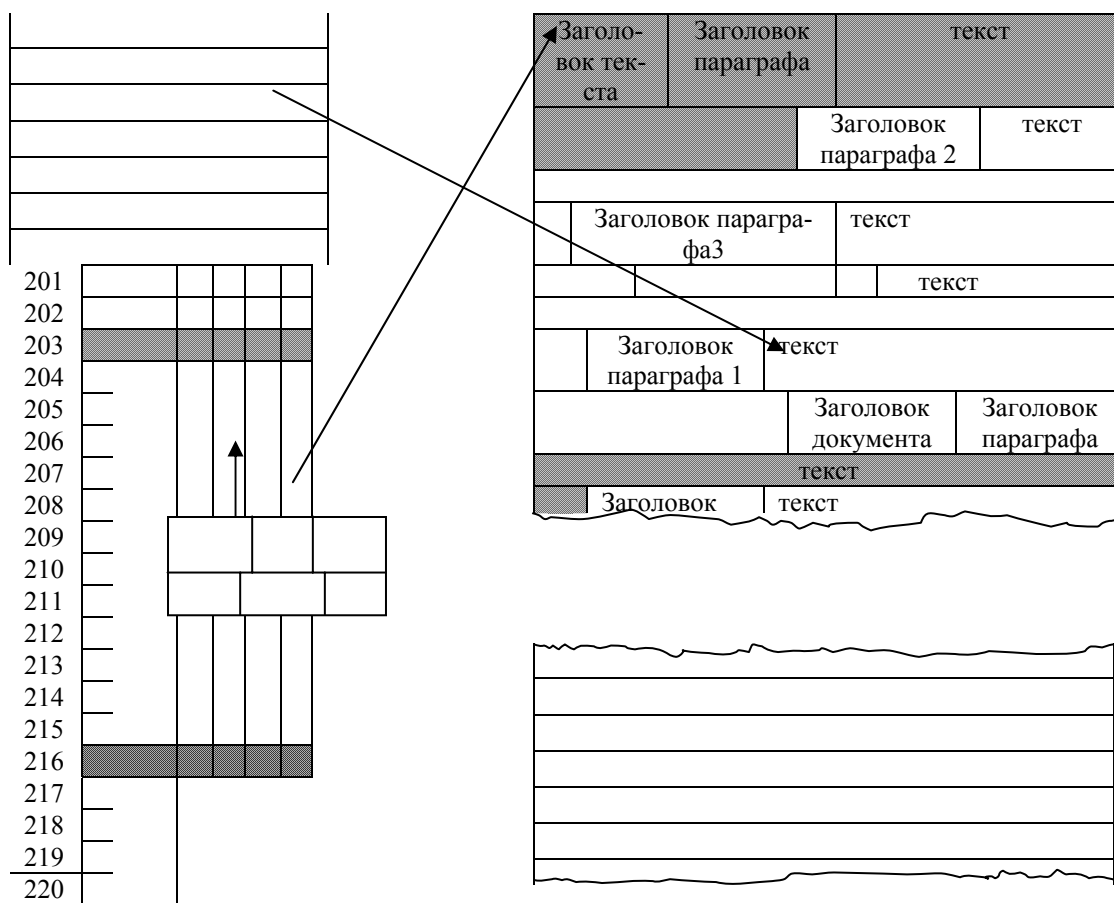 201
202
203
204
205
206
207
208
209
210
211
212
213
214
215
216
217
218
219
220
Заголо-
вок тек-
ста
Заголовок
параграфа
текст
Заголовок
параграфа 2
текст
Заголовок парагра-
фа3
текст
текст
Заголовок
параграфа 1
текст
Заголовок
документа
Заголовок
параграфа
текст
Заголовок
текст